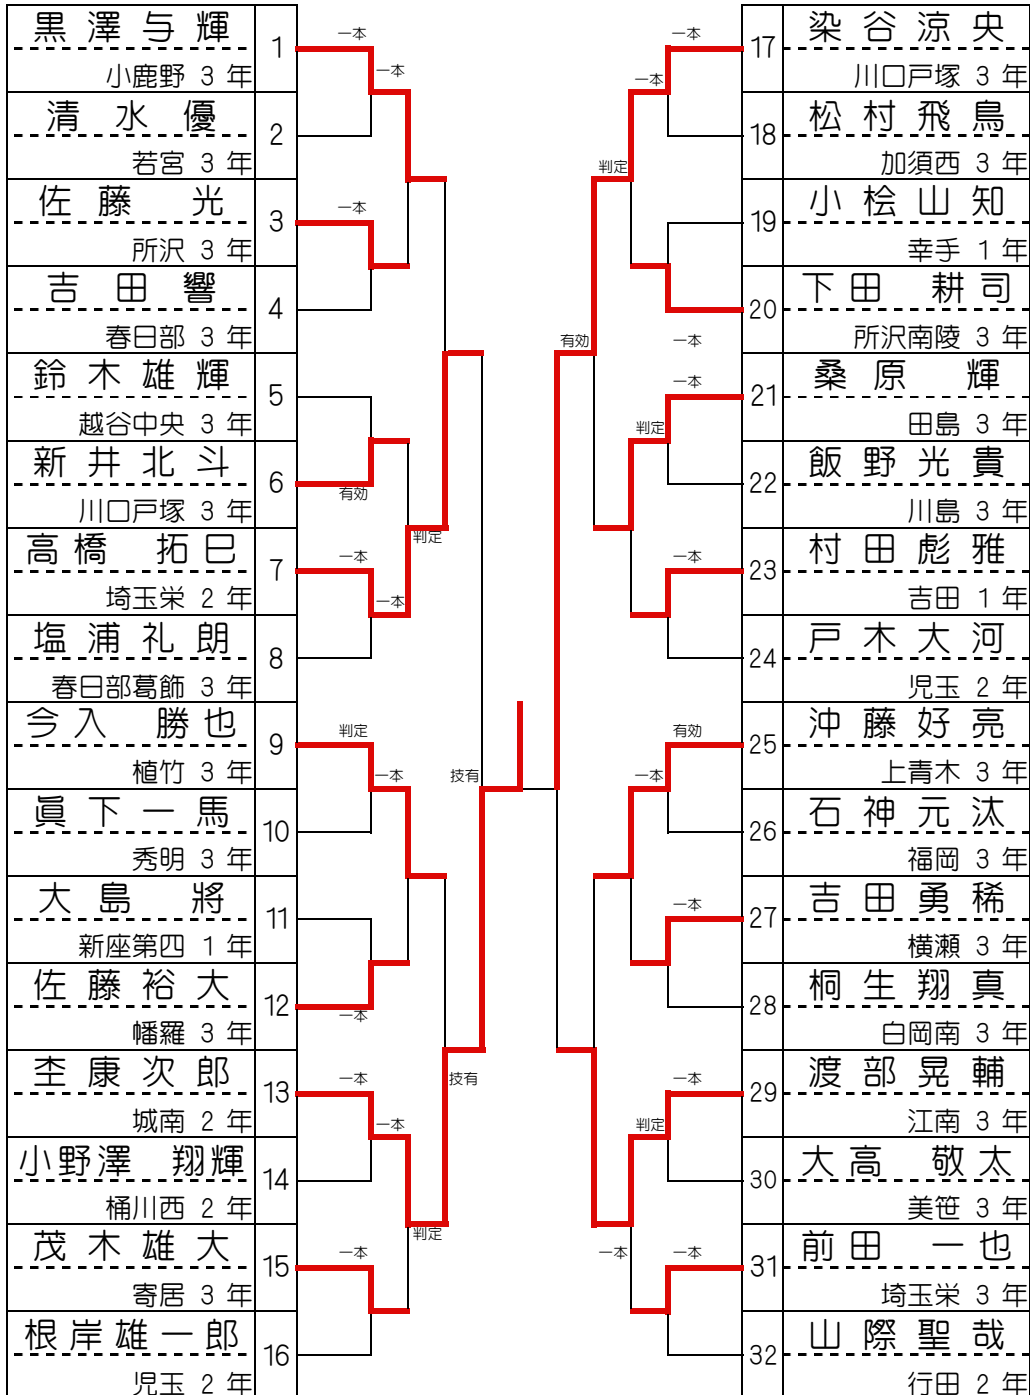 黒澤与輝
小鹿野 3 年
1
清水優
若宮 3 年
2
佐藤 光
所沢 3 年
3
吉田響
春日部 3 年
4
鈴木雄輝
越谷中央 3 年
5
新井北斗
川口戸塚 3 年
6
高橋 拓巳
埼玉栄 2 年
7
塩浦礼朗
春日部葛飾 3 年
8
今入 勝也
植竹 3 年
9
眞下一馬
秀明 3 年
10
大島 將
新座第四 1 年
11
佐藤裕大
幡羅 3 年
12
杢康次郎
城南 2 年
13
小野澤 翔輝
桶川西 2 年
14
茂木雄大
寄居 3 年
15
根岸雄一郎
児玉 2 年
16
一本
一本
一本
有効
判定
一本
一本
判定
一本
技有
一本
技有
一本
一本
判定
一本
一本
一本
判定
有効
一本
一本
判定
一本
有効
一本
一本
一本
判定
一本
一本
17
染谷涼央
川口戸塚 3 年
18
松村飛鳥
加須西 3 年
19
小桧山知
幸手 1 年
20
下田 耕司
所沢南陵 3 年
21
桑原 輝
田島 3 年
22
飯野光貴
川島 3 年
23
村田彪雅
吉田 1 年
24
戸木大河
児玉 2 年
25
沖藤好亮
上青木 3 年
26
石神元汰
福岡 3 年
27
吉田勇稀
横瀬 3 年
28
桐生翔真
白岡南 3 年
29
渡部晃輔
江南 3 年
30
大高 敬太
美笹 3 年
31
前田 一也
埼玉栄 3 年
32
山際聖哉
行田 2 年